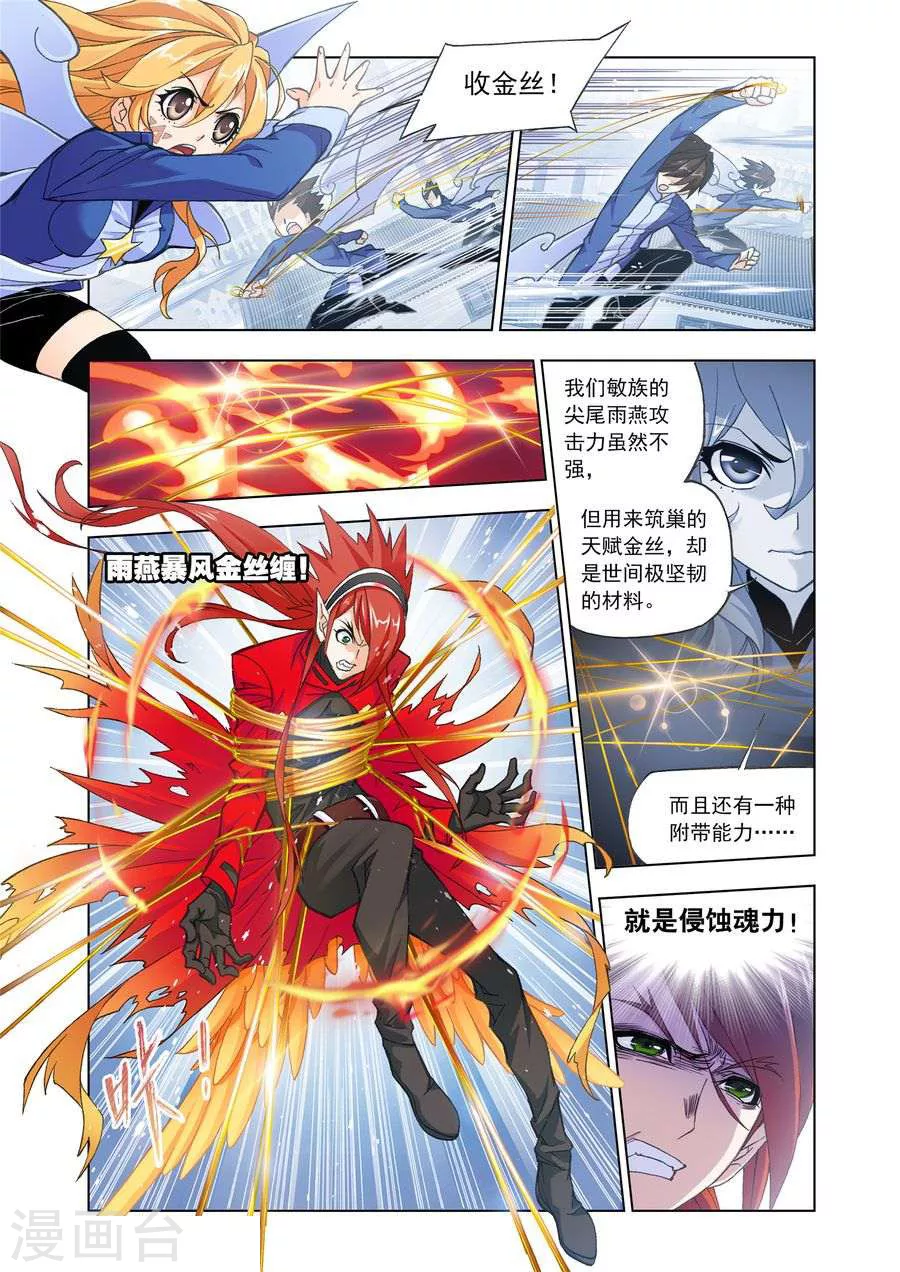 收金丝！
我们敏族的
尖尾雨燕攻
击力虽然不
强，
但用来筑巢的
天赋金丝，却
是世间极坚韧
的材料。
雨燕暴风金丝缠！
而且还有一种
附带能力……
就是侵蚀魂力！
咔！
漫画台